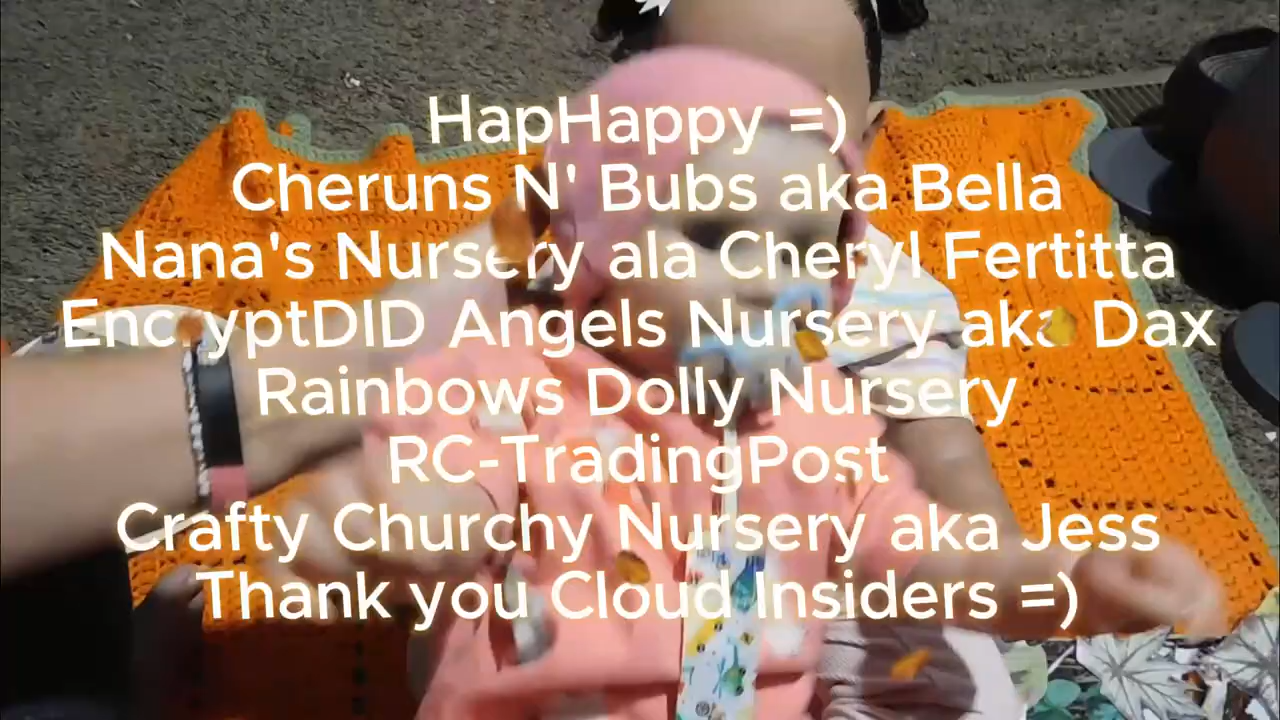 HapHappy =)
Cheruns N' Bubs aka Bella
Nana's Nursery ala Cheryl Fertitta
EncryptDID Angels Nursery aka Dax
Rainbows Dolly Nursery
RC-TradingPost
Crafty Churchy Nursery aka Jess
Thank you Cloud Insiders =)